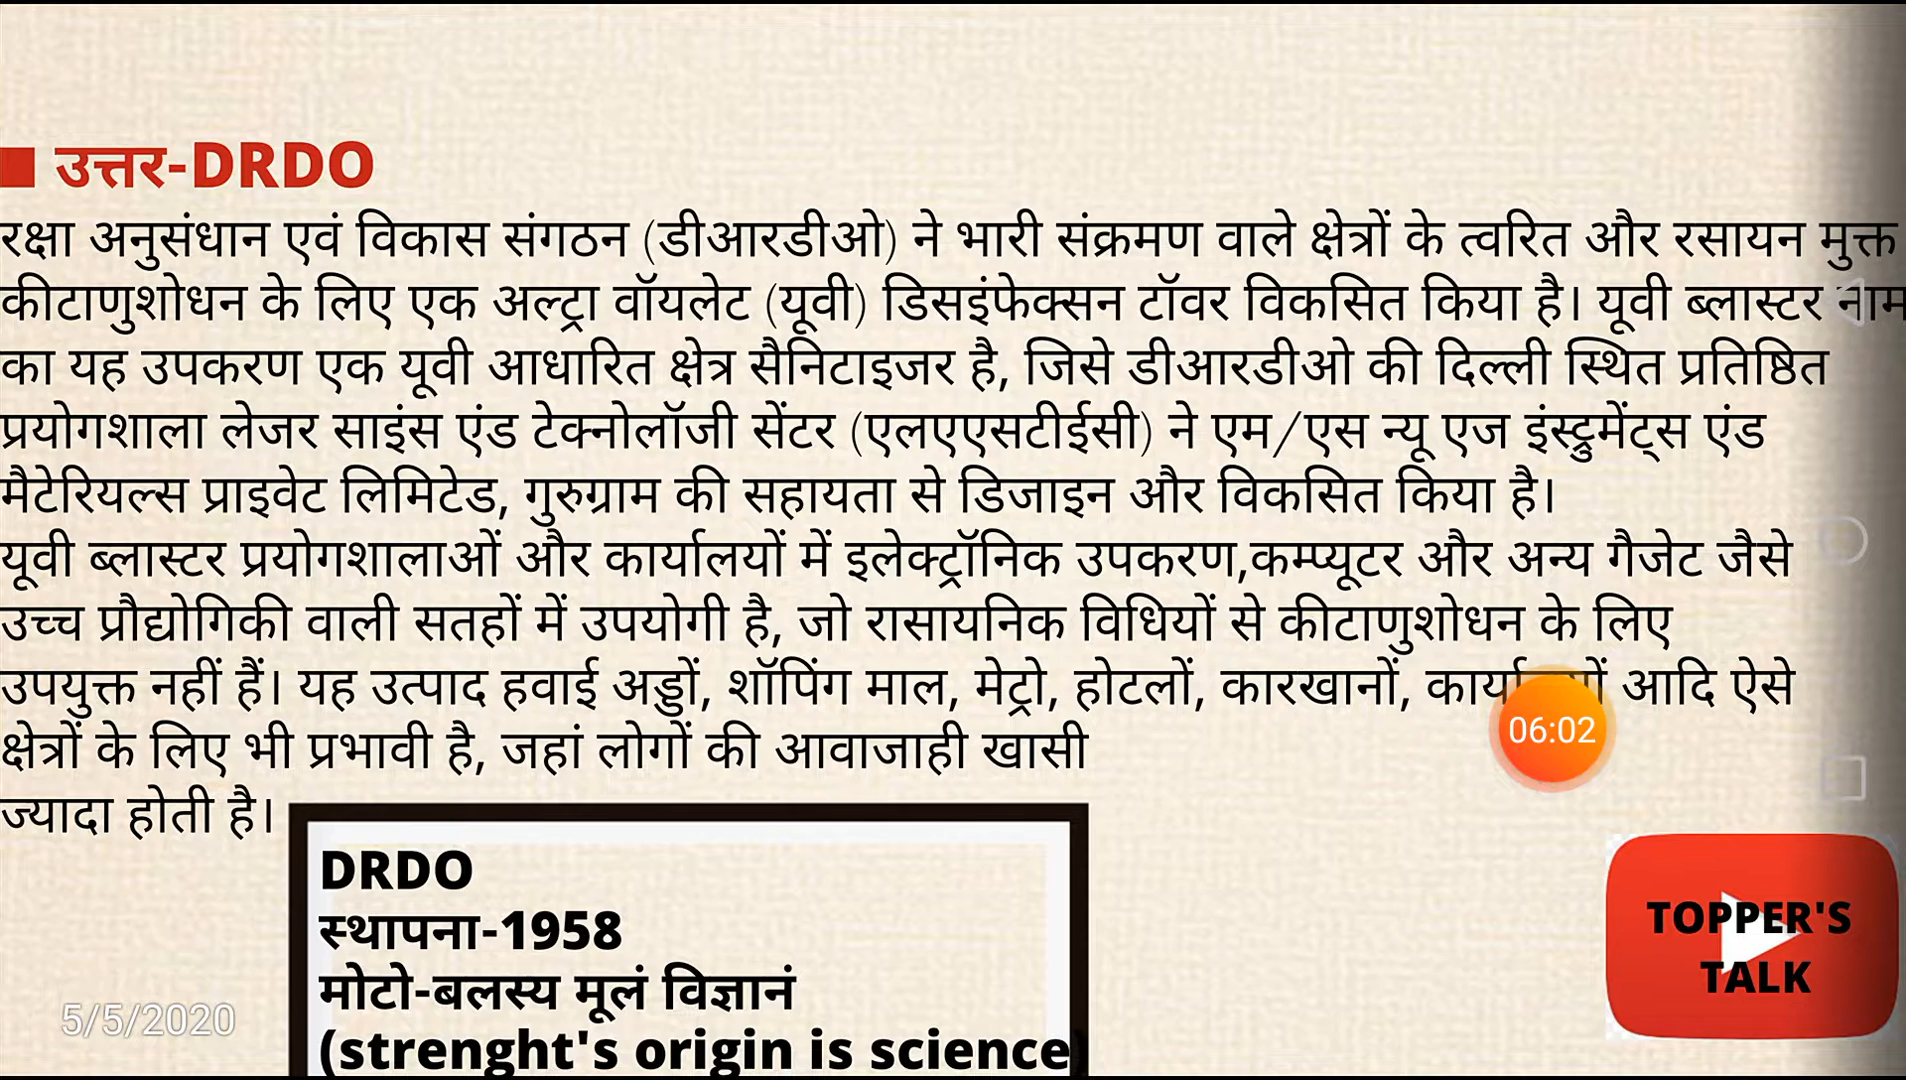 ■ उत्तर-DRDO
रक्षा अनुसंधान एवं विकास संगठन (डीआरडीओ) ने भारी संक्रमण वाले क्षेत्रों के त्वरित और रसायन मुक्त
कीटाणुशोधन के लिए एक अल्ट्रा वॉयलेट (यूवी) डिसइंफेक्सन टॉवर विकसित किया है। यूवी ब्लास्टर नाम
का यह उपकरण एक यूवी आधारित क्षेत्र सैनिटाइजर है, जिसे डीआरडीओ की दिल्ली स्थित प्रतिष्ठित
प्रयोगशाला लेजर साइंस एंड टेक्नोलॉजी सेंटर (एलएएसटीईसी) ने एम/एस न्यू एज इंस्ट्रुमेंट्स एंड
मैटेरियल्स प्राइवेट लिमिटेड, गुरुग्राम की सहायता से डिजाइन और विकसित किया है।
यूवी ब्लास्टर प्रयोगशालाओं और कार्यालयों में इलेक्ट्रॉनिक उपकरण,कम्प्यूटर और अन्य गैजेट जैसे
उच्च प्रौद्योगिकी वाली सतहों में उपयोगी है, जो रासायनिक विधियों से कीटाणुशोधन के लिए
उपयुक्त नहीं हैं। यह उत्पाद हवाई अड्डों, शॉपिंग माल, मेट्रो, होटलों, कारखानों, आदि ऐसे
क्षेत्रों के लिए भी प्रभावी है, जहां लोगों की आवाजाही खासी
ज्यादा होती है।
06:02
DRDO
स्थापना-1958
मोटो-बलस्य मूलं विज्ञानं
(strenght's origin is science)
TOPPER'S
TALK
5/5/2020